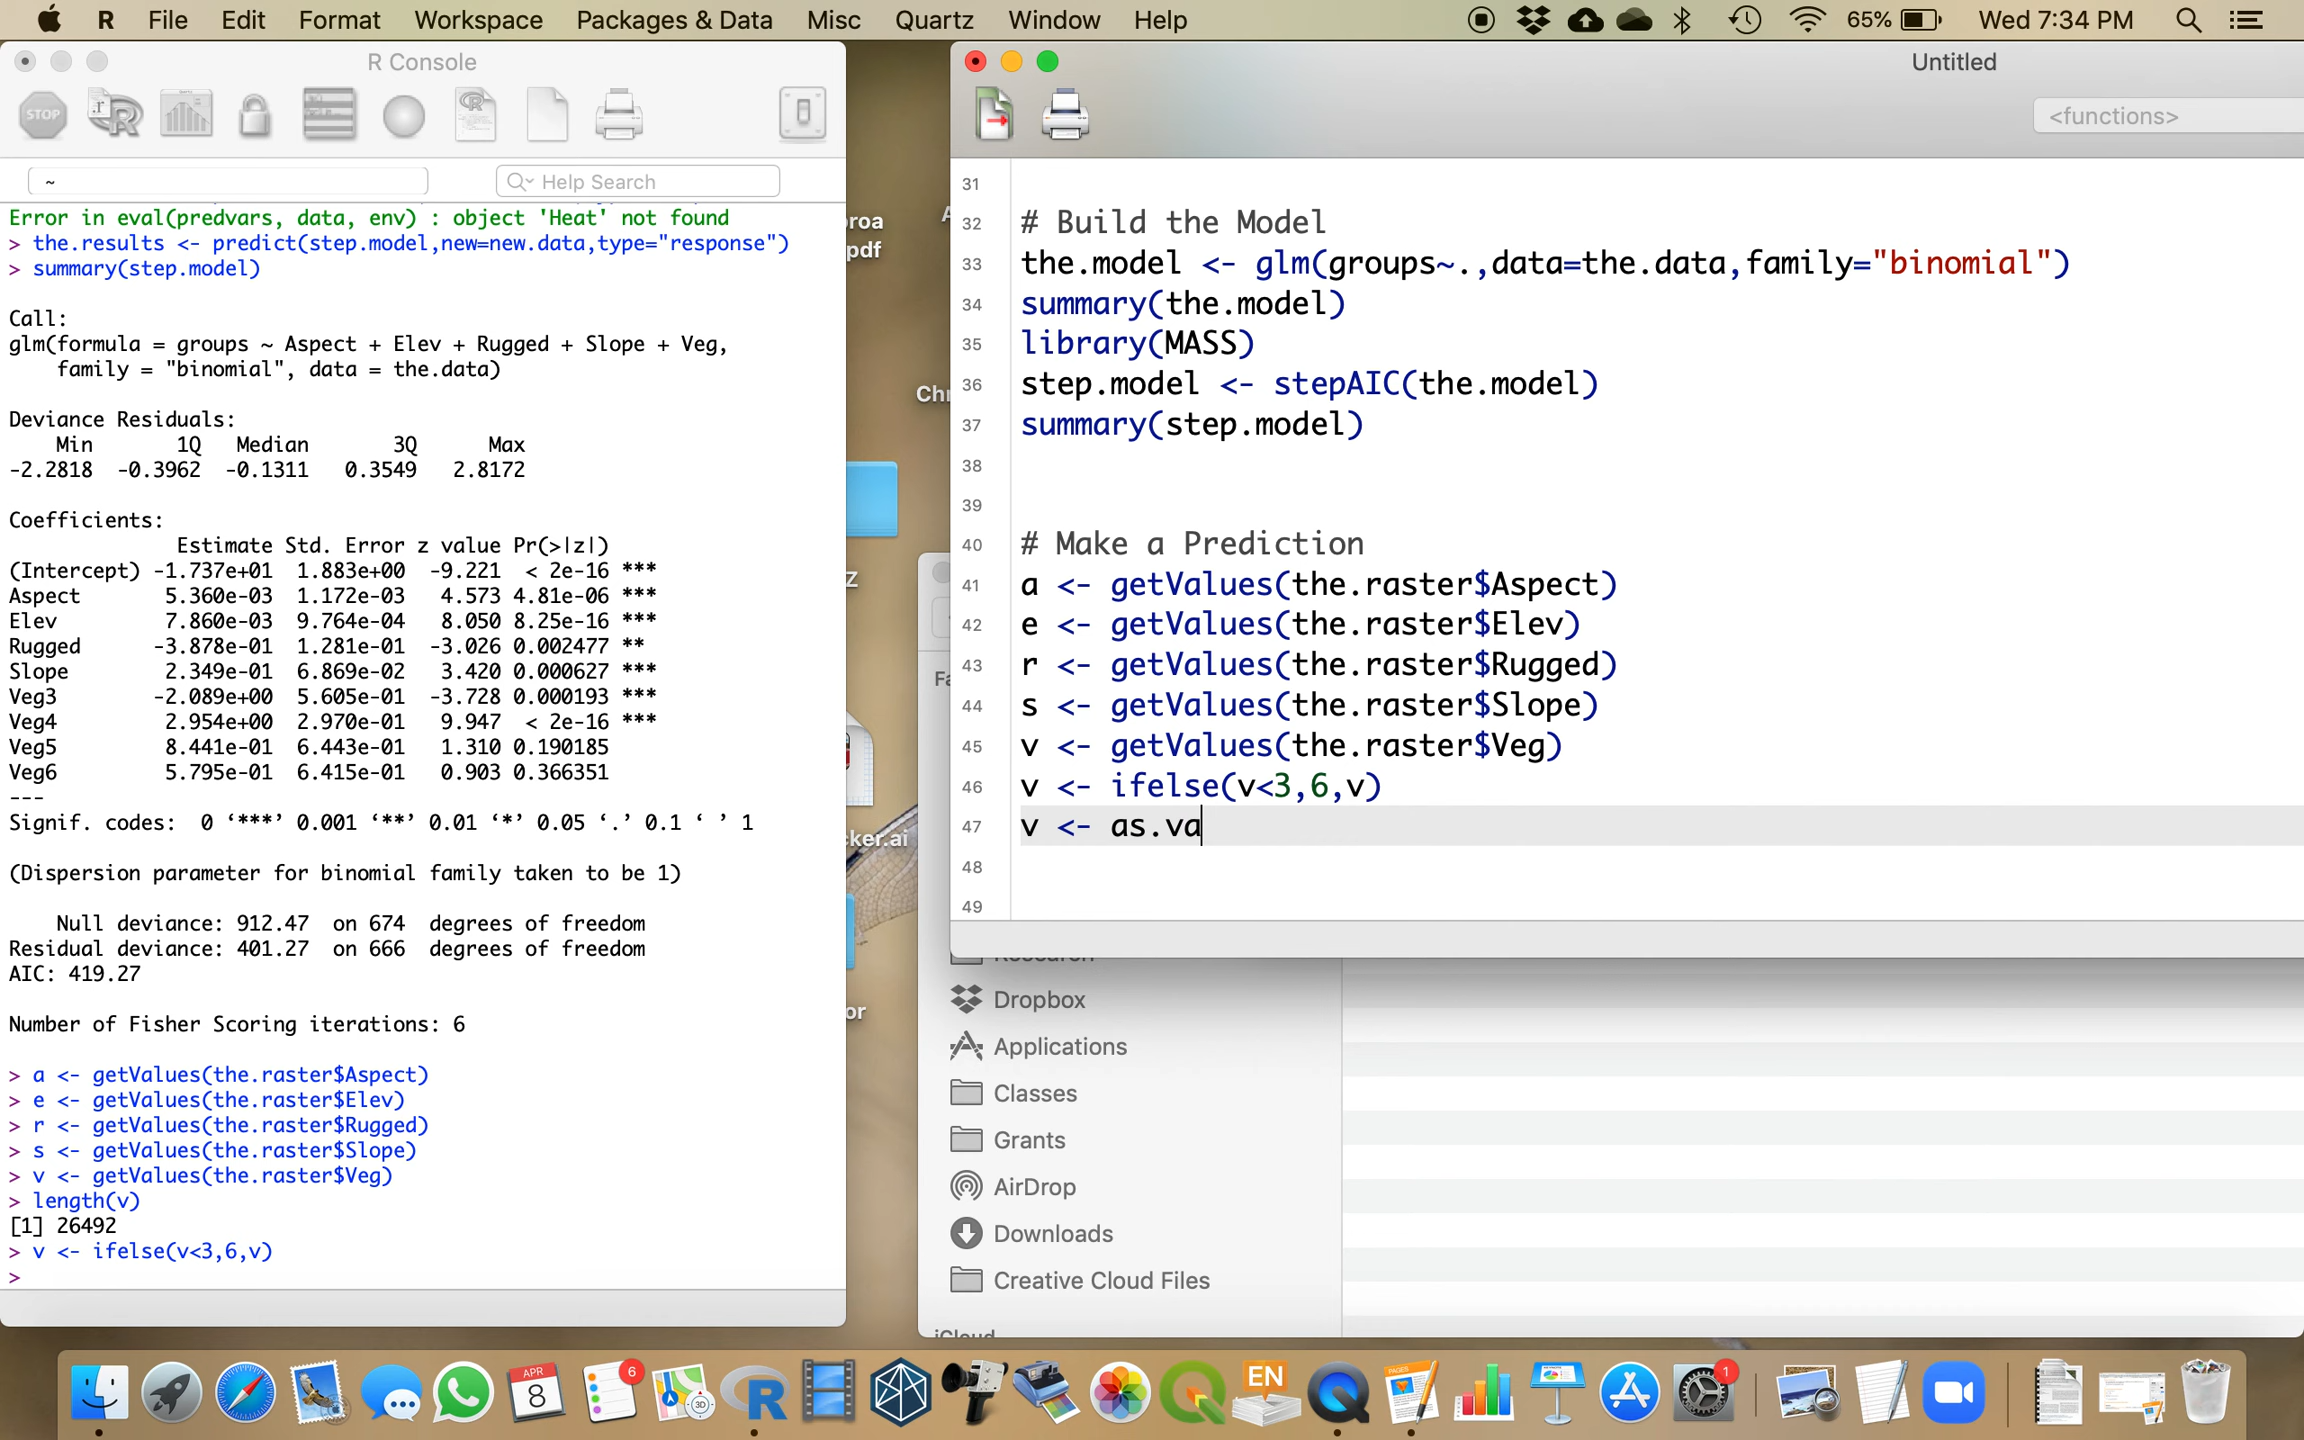 R File Edit Format Workspace Packages & Data Misc Quartz Window Help 65% Wed 7:34 PM
R Console
STOP
~
Help Search
Error in eval(predvars, data, env) : object 'Heat' not found
> the.results <- predict(step.model,new=new.data,type="response")
> summary(step.model)
Call:
glm(formula = groups ~ Aspect + Elev + Rugged + Slope + Veg,
    family = "binomial", data = the.data)
Deviance Residuals:
    Min      1Q  Median      3Q     Max
-2.2818 -0.3962 -0.1311  0.3549  2.8172
Coefficients:
              Estimate Std. Error z value Pr(>|z|)
(Intercept) -1.737e+01  1.883e+00  -9.221  < 2e-16 ***
Aspect       5.360e-03  1.172e-03   4.573 4.81e-06 ***
Elev         7.860e-03  9.764e-04   8.050 8.25e-16 ***
Rugged      -3.878e-01  1.281e-01  -3.026 0.002477 **
Slope        2.349e-01  6.869e-02   3.420 0.000627 ***
Veg3        -2.089e+00  5.605e-01  -3.728 0.000193 ***
Veg4         2.954e+00  2.970e-01   9.947  < 2e-16 ***
Veg5         8.441e-01  6.443e-01   1.310 0.190185
Veg6         5.795e-01  6.415e-01   0.903 0.366351
---
Signif. codes:  0 ‘***’ 0.001 ‘**’ 0.01 ‘*’ 0.05 ‘.’ 0.1 ‘ ’ 1
(Dispersion parameter for binomial family taken to be 1)
    Null deviance: 912.47  on 674  degrees of freedom
Residual deviance: 401.27  on 666  degrees of freedom
AIC: 419.27
Number of Fisher Scoring iterations: 6
> a <- getValues(the.raster$Aspect)
> e <- getValues(the.raster$Elev)
> r <- getValues(the.raster$Rugged)
> s <- getValues(the.raster$Slope)
> v <- getValues(the.raster$Veg)
> length(v)
[1] 26492
> v <- ifelse(v<3,6,v)
>
roa
pdf
Chr
Z
ker.ai
or
Untitled
<functions>
31
32 # Build the Model
33 the.model <- glm(groups~.,data=the.data,family="binomial")
34 summary(the.model)
35 library(MASS)
36 step.model <- stepAIC(the.model)
37 summary(step.model)
38
39
40 # Make a Prediction
41 a <- getValues(the.raster$Aspect)
42 e <- getValues(the.raster$Elev)
43 r <- getValues(the.raster$Rugged)
44 s <- getValues(the.raster$Slope)
45 v <- getValues(the.raster$Veg)
46 v <- ifelse(v<3,6,v)
47 v <- as.va
48
49
Fa
Research
Dropbox
Applications
Classes
Grants
AirDrop
Downloads
Creative Cloud Files
iCloud
APR
8
6
3D
R
EN
PAGES
1